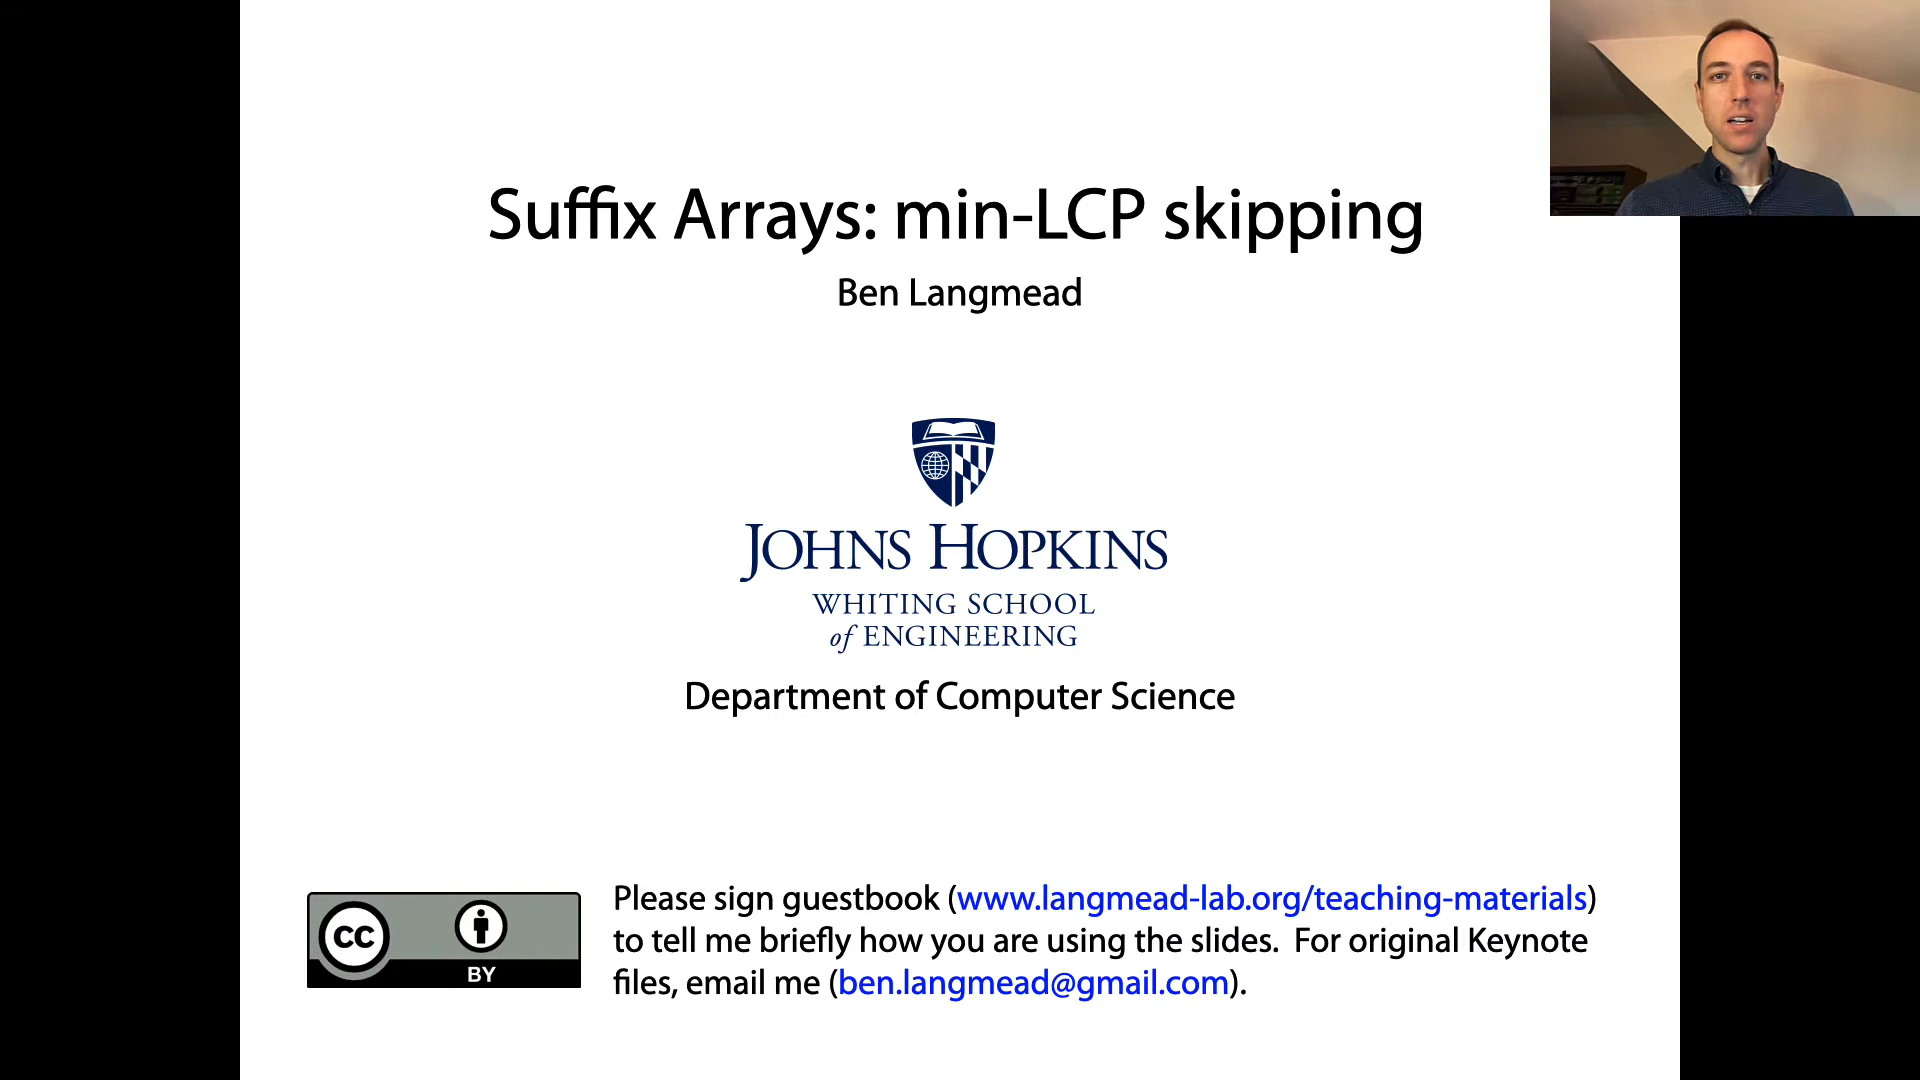 Suffix Arrays: min-LCP skipping
Ben Langmead
JOHNS HOPKINS
WHITING SCHOOL
of ENGINEERING
Department of Computer Science
CC
BY
Please sign guestbook (www.langmead-lab.org/teaching-materials)
to tell me briefly how you are using the slides. For original Keynote
files, email me (ben.langmead@gmail.com).